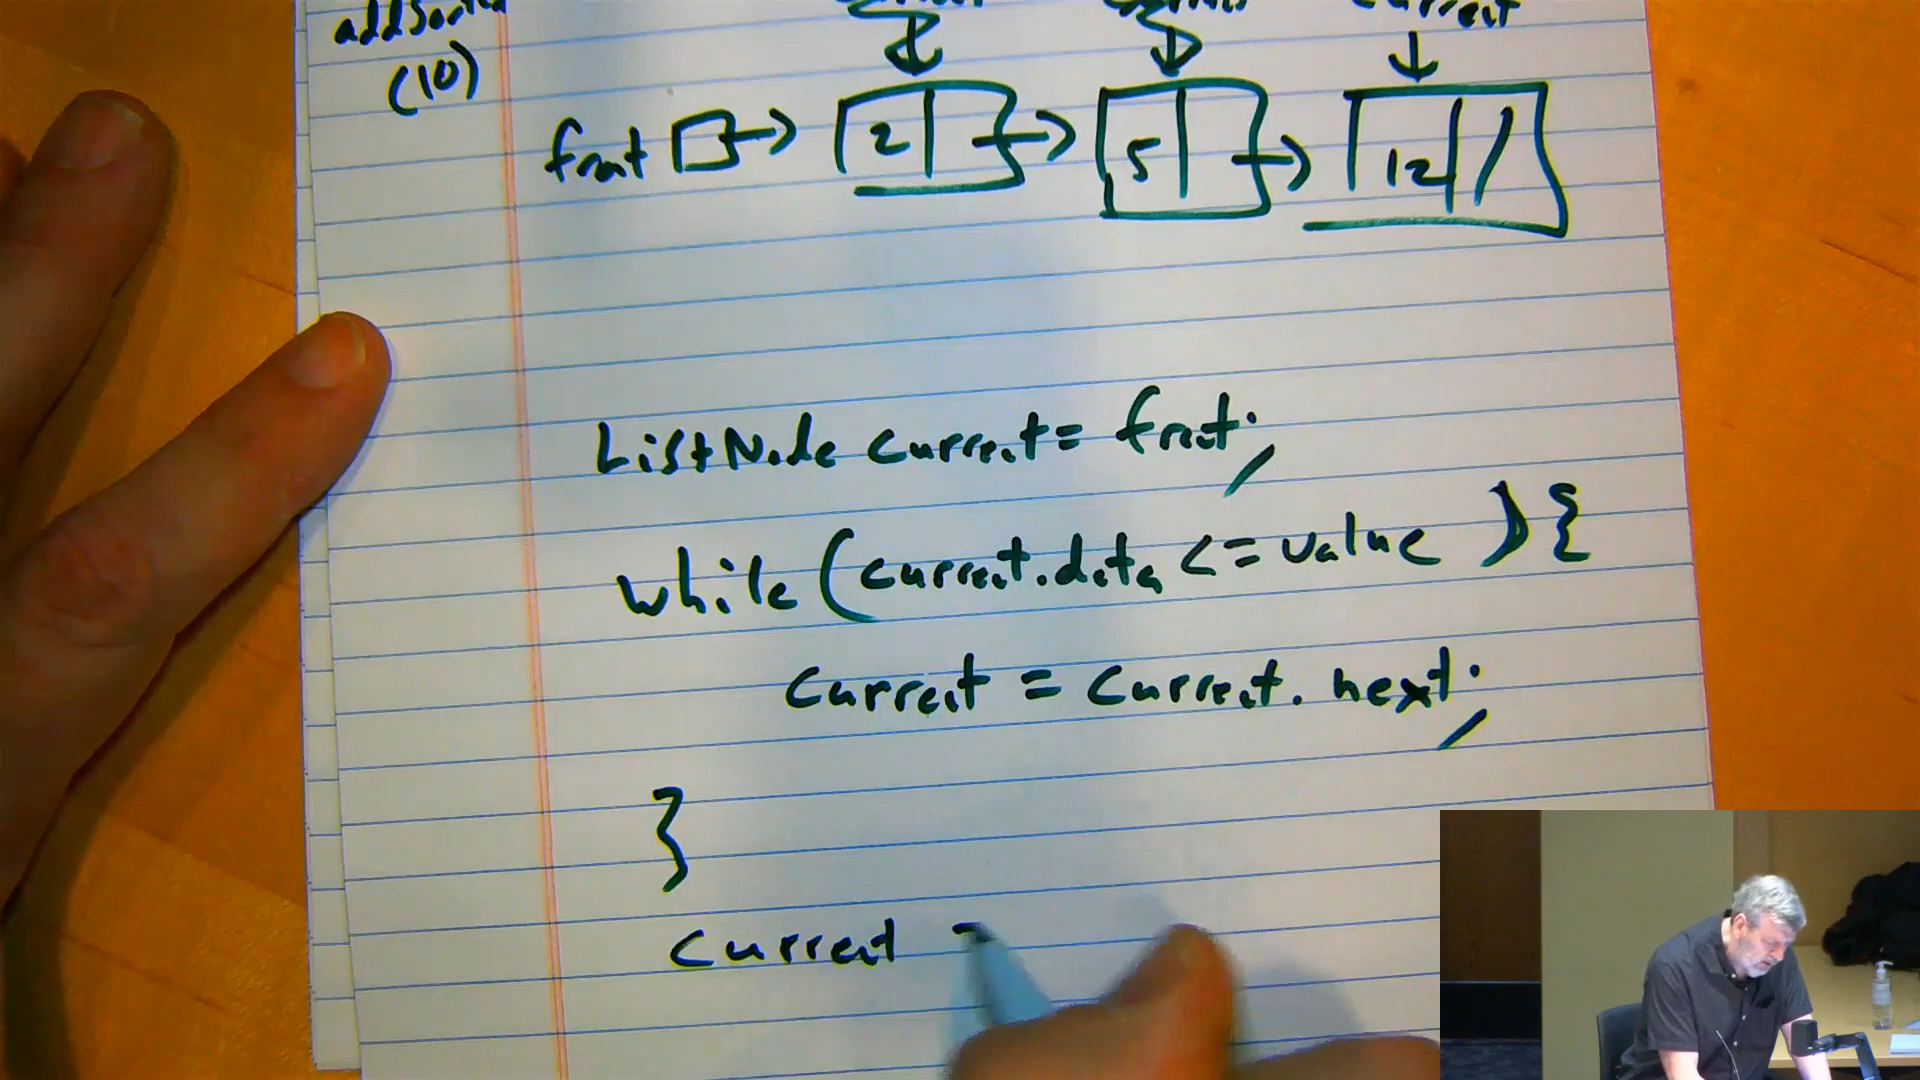 addSorted
(10)
current
front 2 5 12
ListNode current = front;
while (current.data <= value ) {
current = current.next;
}
current =